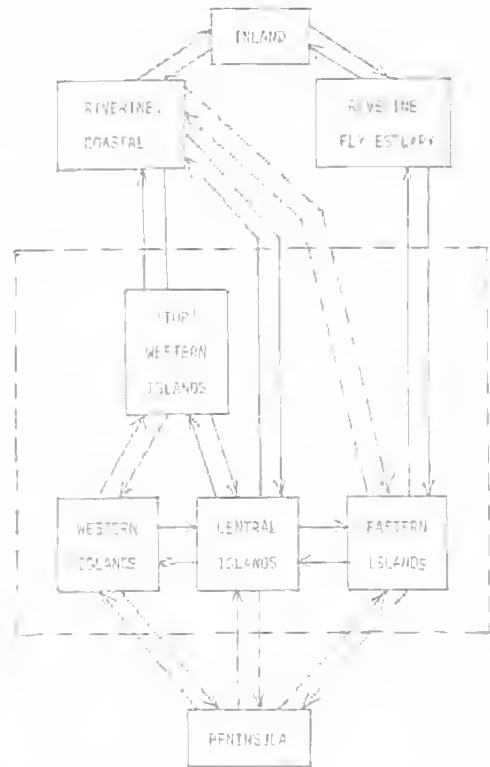 INLAND
RIVERINE,
COASTAL
RIVERINE
FLY ESTUARY
'TOP'
WESTERN
ISLANDS
WESTERN
ISLANDS
CENTRAL
ISLANDS
EASTERN
ISLANDS
PENINSULA